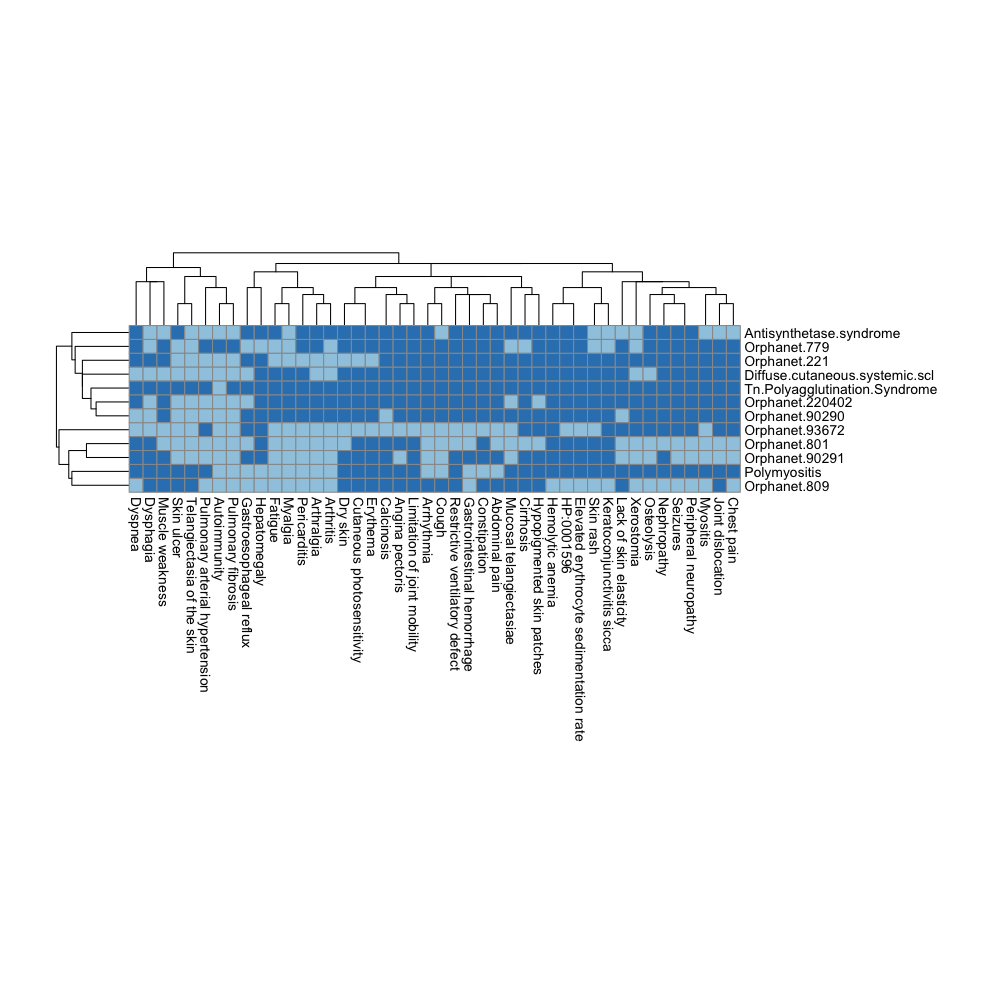 Antisynthetase.syndrome
Orphanet.779
Orphanet.221
Diffuse.cutaneous.systemic.scl
Tn.Polyagglutination.Syndrome
Orphanet.220402
Orphanet.90290
Orphanet.93672
Orphanet.801
Orphanet.90291
Polymyositis
Orphanet.809
Dyspnea
Dysphagia
Muscle weakness
Skin ulcer
Telangiectasia of the skin
Pulmonary arterial hypertension
Autoimmunity
Pulmonary fibrosis
Gastroesophageal reflux
Hepatomegaly
Fatigue
Myalgia
Pericarditis
Arthralgia
Arthritis
Dry skin
Cutaneous photosensitivity
Erythema
Calcinosis
Angina pectoris
Limitation of joint mobility
Arrhythmia
Cough
Restrictive ventilatory defect
Gastrointestinal hemorrhage
Constipation
Abdominal pain
Mucosal telangiectasiae
Cirrhosis
Hypopigmented skin patches
Hemolytic anemia
HP:0001596
Elevated erythrocyte sedimentation rate
Skin rash
Keratoconjunctivitis sicca
Lack of skin elasticity
Xerostomia
Osteolysis
Nephropathy
Seizures
Peripheral neuropathy
Myositis
Joint dislocation
Chest pain